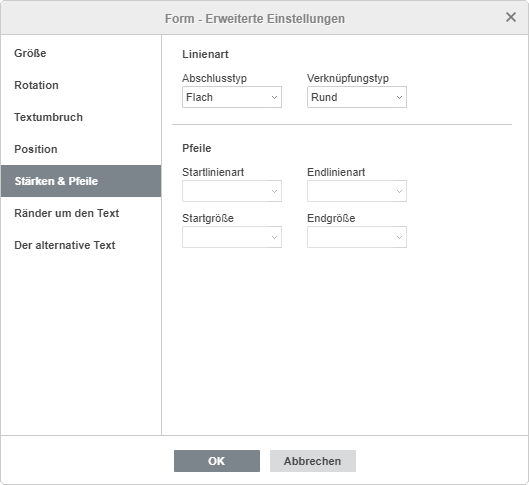 Form - Erweiterte Einstellungen
Größe
Rotation
Textumbruch
Position
Stärken & Pfeile
Ränder um den Text
Der alternative Text
Linienart
Abschlusstyp Verknüpfungstyp
Flach Rund
Pfeile
Startlinienart Endlinienart
Startgröße Endgröße
OK Abbrechen